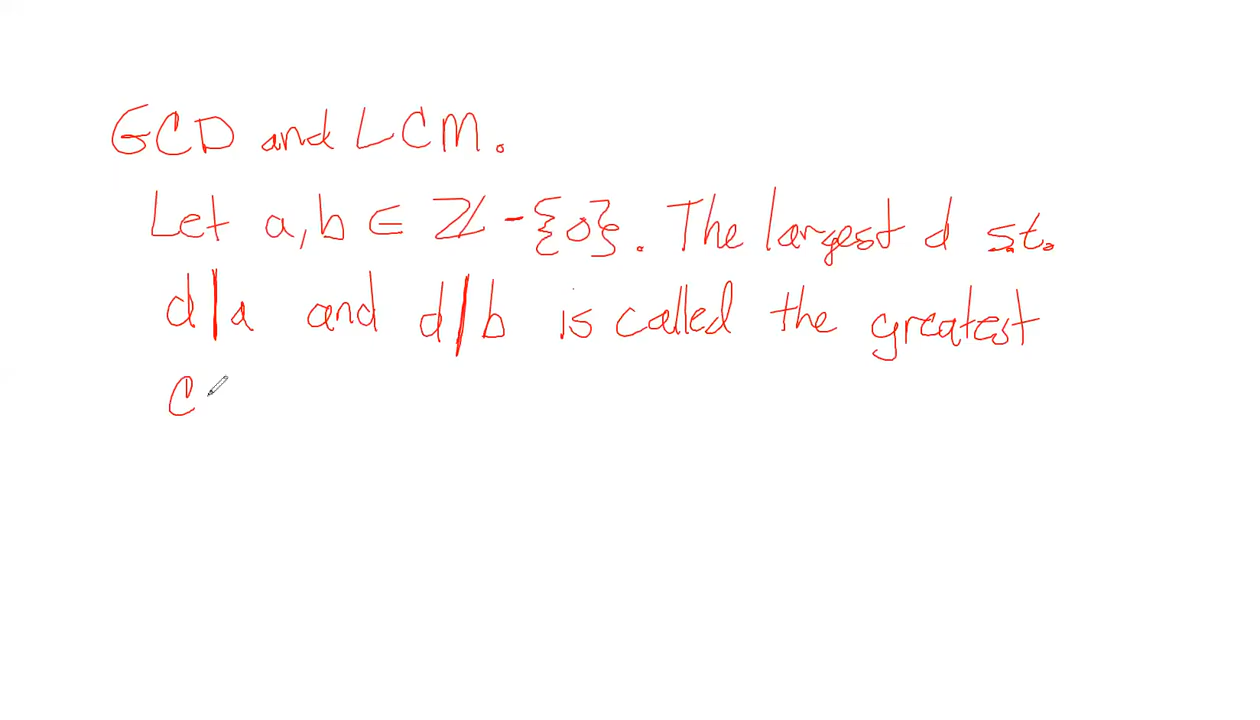 GCD and LCM.
Let a, b ∈ ℤ - {0}. The largest d s.t.
d|a and d|b is called the greatest
c